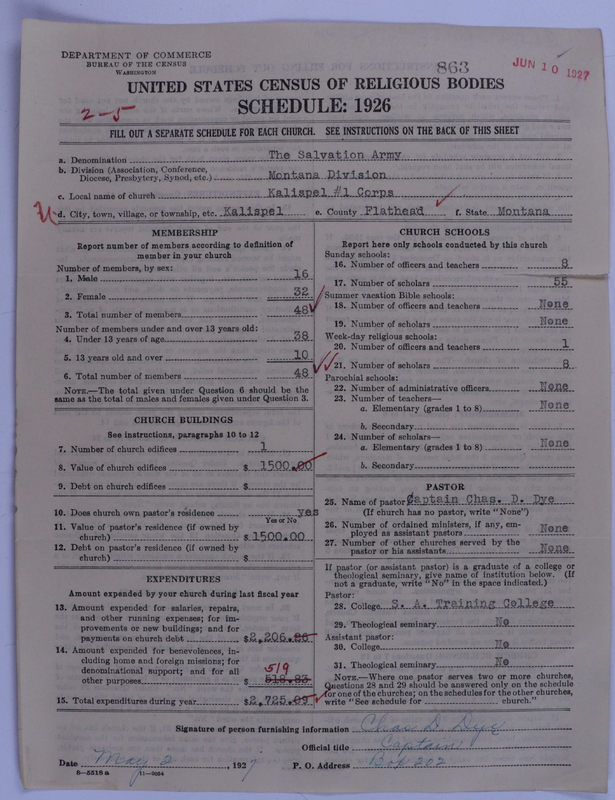 DEPARTMENT OF COMMERCE
BUREAU OF THE CENSUS
WASHINGTON
863
JUN 10 1927
UNITED STATES CENSUS OF RELIGIOUS BODIES
SCHEDULE: 1926
2-5
FILL OUT A SEPARATE SCHEDULE FOR EACH CHURCH. SEE INSTRUCTIONS ON THE BACK OF THIS SHEET
a. Denomination The Salvation Army
b. Division (Association, Conference, Diocese, Presbytery, Synod, etc.) Montana Division
c. Local name of church Kalispel #1 Corps
d. City, town, village, or township, etc. Kalispel e. County Flathead f. State Montana
MEMBERSHIP
Report number of members according to definition of
member in your church
Number of members, by sex:
1. Male 16
2. Female 32
3. Total number of members 48
Number of members under and over 13 years old:
4. Under 13 years of age 38
5. 13 years old and over 10
6. Total number of members 48
NOTE.—The total given under Question 6 should be the
same as the total of males and females given under Question 3.
CHURCH BUILDINGS
See instructions, paragraphs 10 to 12
7. Number of church edifices 1
8. Value of church edifices $ 1500.00
9. Debt on church edifices $
10. Does church own pastor's residence yes
Yes or No
11. Value of pastor's residence (if owned by
church) $ 1500.00
12. Debt on pastor's residence (if owned by
church) $
EXPENDITURES
Amount expended by your church during last fiscal year
13. Amount expended for salaries, repairs,
and other running expenses; for im-
provements or new buildings; and for
payments on church debt $2,206.26
14. Amount expended for benevolences, in-
cluding home and foreign missions; for
denominational support; and for all
519
other purposes $ 518.83
15. Total expenditures during year $2,725.09
CHURCH SCHOOLS
Report here only schools conducted by this church
Sunday schools:
16. Number of officers and teachers 8
17. Number of scholars 55
Summer vacation Bible schools:
18. Number of officers and teachers None
19. Number of scholars None
Week-day religious schools:
20. Number of officers and teachers 1
21. Number of scholars 8
Parochial schools:
22. Number of administrative officers None
23. Number of teachers—
a. Elementary (grades 1 to 8) None
b. Secondary
24. Number of scholars—
a. Elementary (grades 1 to 8) None
b. Secondary
PASTOR
25. Name of pastor Captain Chas. D. Dye
(If church has no pastor, write "None")
26. Number of ordained ministers, if any, em-
ployed as assistant pastors None
27. Number of other churches served by the
pastor or his assistants None
If pastor (or assistant pastor) is a graduate of a college or
theological seminary, give name of institution below. (If
not a graduate, write "No" in the space indicated.)
Pastor:
28. College S. A. Training College
29. Theological seminary No
Assistant pastor:
30. College No
31. Theological seminary No
NOTE.—Where one pastor serves two or more churches,
Questions 28 and 29 should be answered only on the schedule
for one of the churches; on the schedules for the other churches,
write "See schedule for church."
Signature of person furnishing information Chas D Dye
Official title Captain
Date May 2, 1927 P. O. Address Box 202
8-5518 a 11-9054